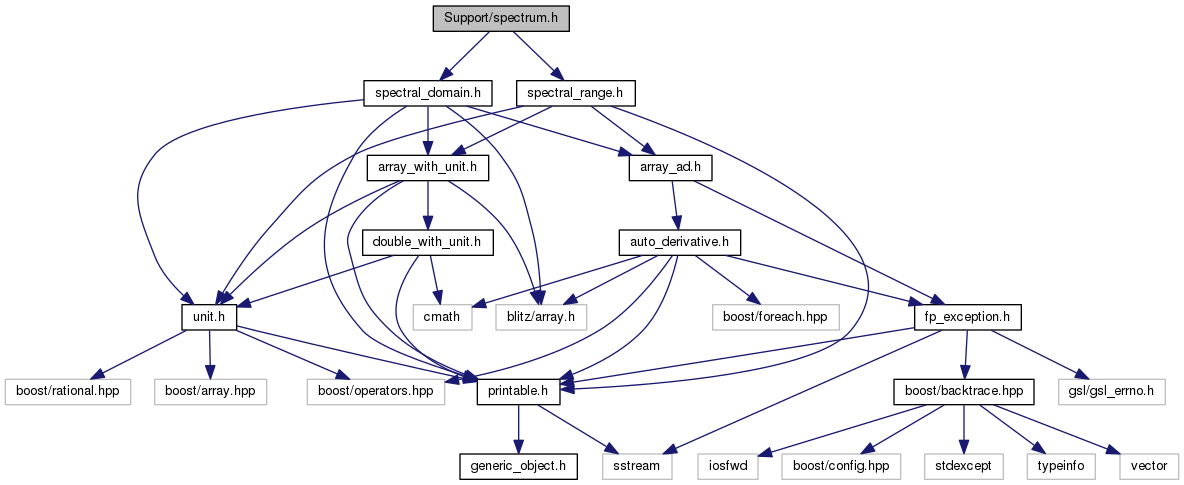 Support/spectrum.h
spectral_domain.h
spectral_range.h
array_with_unit.h
array_ad.h
double_with_unit.h
auto_derivative.h
unit.h
cmath
blitz/array.h
boost/foreach.hpp
fp_exception.h
boost/rational.hpp
boost/array.hpp
boost/operators.hpp
printable.h
boost/backtrace.hpp
gsl/gsl_errno.h
generic_object.h
sstream
iosfwd
boost/config.hpp
stdexcept
typeinfo
vector